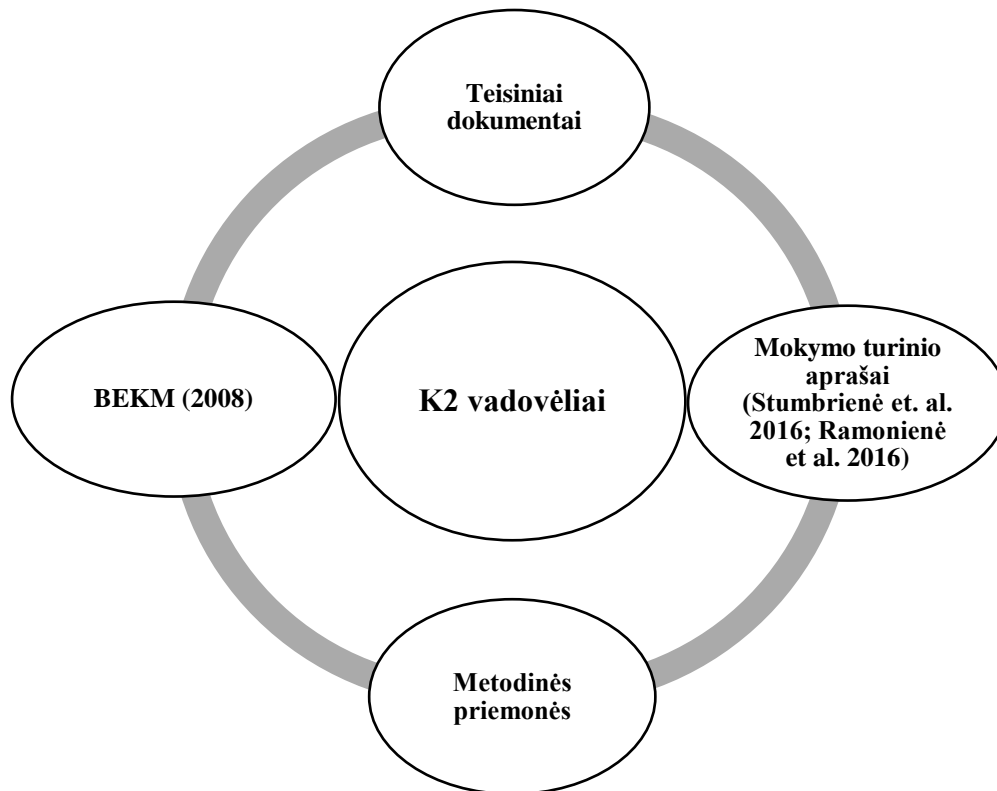 Teisiniai
dokumentai
BEKM (2008)
K2 vadovėliai
Mokymo turinio
aprašai
(Stumbrienė et. al.
2016; Ramonienė
et al. 2016)
Metodinės
priemonės